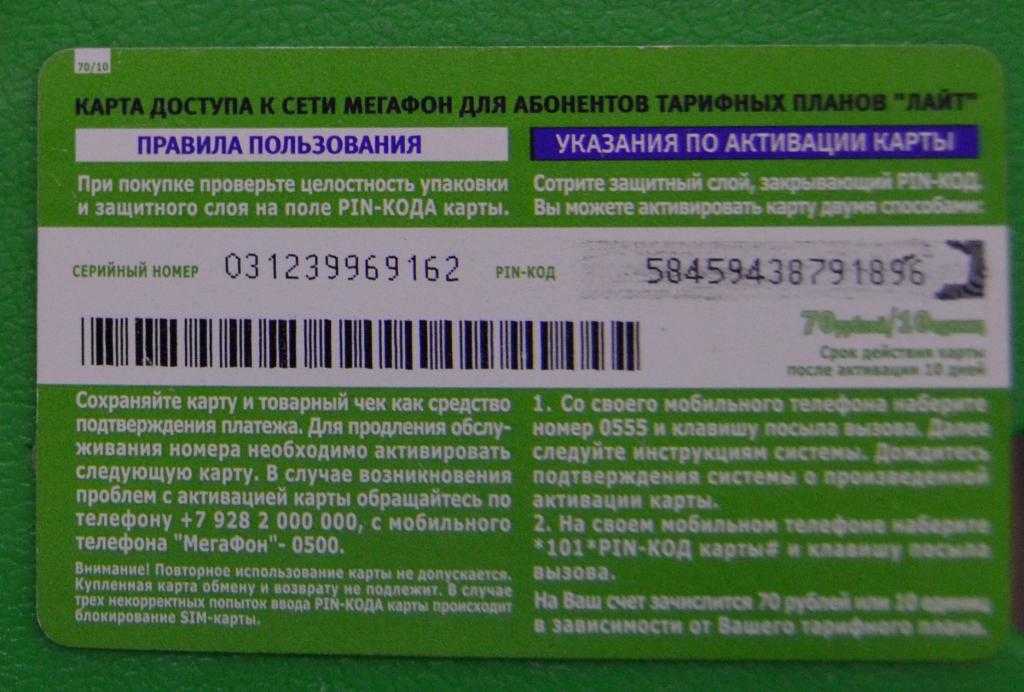 70/10
КАРТА ДОСТУПА К СЕТИ МЕГАФОН ДЛЯ АБОНЕНТОВ ТАРИФНЫХ ПЛАНОВ "ЛАЙТ"
ПРАВИЛА ПОЛЬЗОВАНИЯ
При покупке проверьте целостность упаковки
и защитного слоя на поле PIN-КОДА карты.
УКАЗАНИЯ ПО АКТИВАЦИИ КАРТЫ
Сотрите защитный слой, закрывающий PIN-КОД.
Вы можете активировать карту двумя способами:
СЕРИЙНЫЙ НОМЕР 031239969162 PIN-КОД 58459438791896
70 /10
Срок действия карты
после активации 10 дней
Сохраняйте карту и товарный чек как средство
подтверждения платежа. Для продления обслу-
живания номера необходимо активировать
следующую карту. В случае возникновения
проблем с активацией карты обращайтесь по
телефону +7 928 2 000 000, с мобильного
телефона "МегаФон"- 0500.
Внимание! Повторное использование карты не допускается.
Купленная карта обмену и возврату не подлежит. В случае
трех некорректных попыток ввода PIN-КОДА карты происходит
блокирование SIM-карты.
1. Со своего мобильного телефона наберите
номер 0555 и клавишу посыла вызова. Далее
следуйте инструкциям системы. Дождитесь
подтверждения системы о произведенной
активации карты.
2. На своем мобильном телефоне наберите
*101*PIN-КОД карты# и клавишу посыла
вызова.
На Ваш счет зачислится 70 рублей или 10 единиц
в зависимости от Вашего тарифного плана.